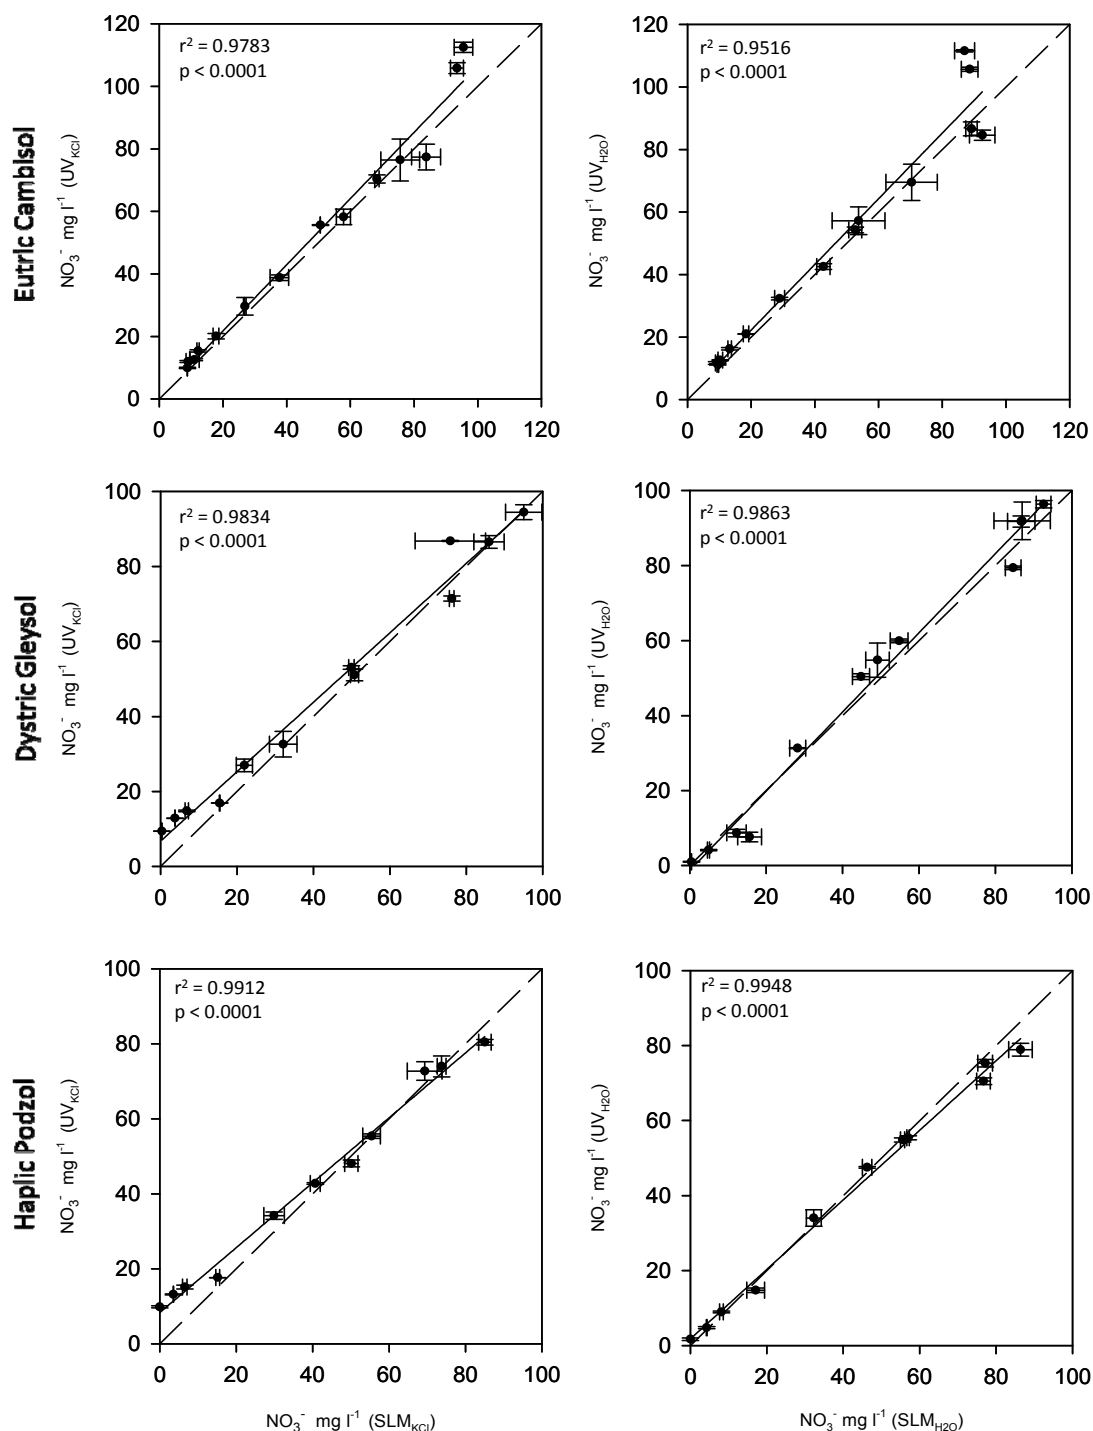 Eutric Cambisol
NO₃⁻ mg l⁻¹ (UV_KCl)
r² = 0.9783
p < 0.0001
120
100
80
60
40
20
0
0 20 40 60 80 100 120
NO₃⁻ mg l⁻¹ (UV_H2O)
r² = 0.9516
p < 0.0001
120
100
80
60
40
20
0
0 20 40 60 80 100 120
Dystric Gleysol
NO₃⁻ mg l⁻¹ (UV_KCl)
r² = 0.9834
p < 0.0001
100
80
60
40
20
0
0 20 40 60 80 100
NO₃⁻ mg l⁻¹ (UV_H2O)
r² = 0.9863
p < 0.0001
100
80
60
40
20
0
0 20 40 60 80 100
Haplic Podzol
NO₃⁻ mg l⁻¹ (UV_KCl)
r² = 0.9912
p < 0.0001
100
80
60
40
20
0
0 20 40 60 80 100
NO₃⁻ mg l⁻¹ (UV_H2O)
r² = 0.9948
p < 0.0001
100
80
60
40
20
0
0 20 40 60 80 100
NO₃⁻ mg l⁻¹ (SLM_KCl)
NO₃⁻ mg l⁻¹ (SLM_H2O)